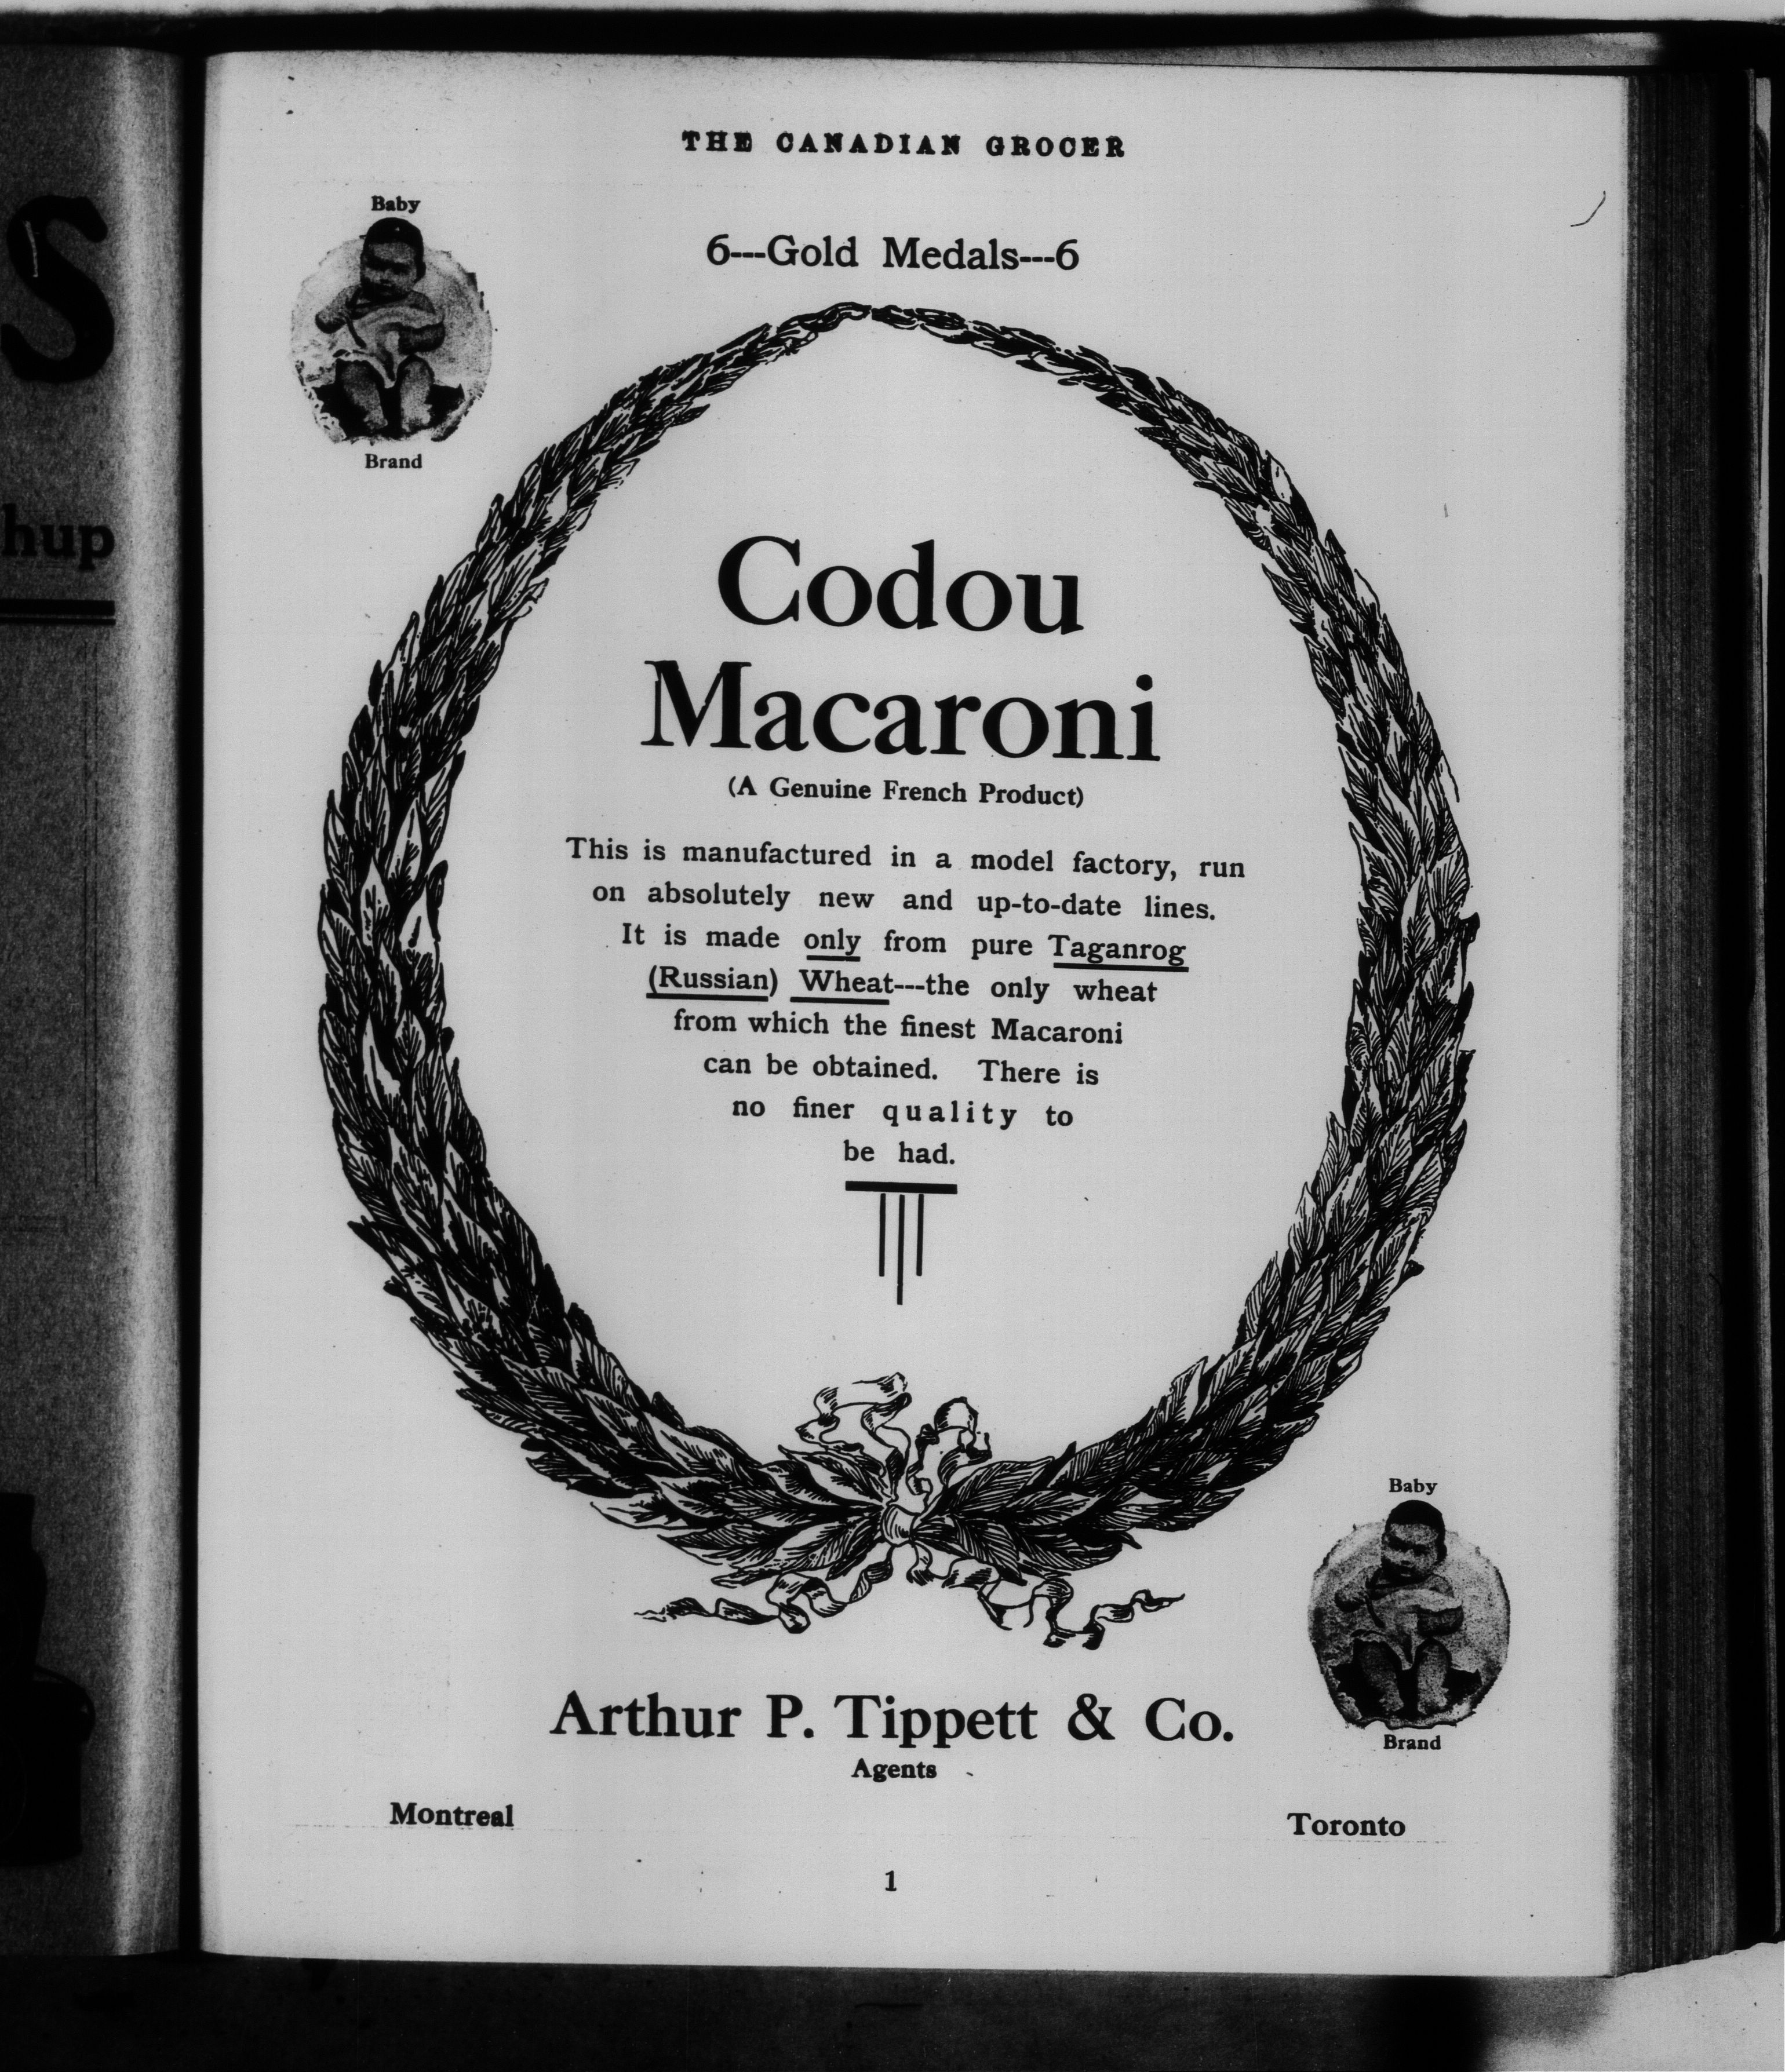 THE CANADIAN GROCER
Baby
Brand
6---Gold Medals---6
Codou
Macaroni
(A Genuine French Product)
This is manufactured in a model factory, run
on absolutely new and up-to-date lines.
It is made only from pure Taganrog
(Russian) Wheat---the only wheat
from which the finest Macaroni
can be obtained. There is
no finer quality to
be had.
Baby
Brand
Arthur P. Tippett & Co.
Agents
Montreal
Toronto
1
S
hup